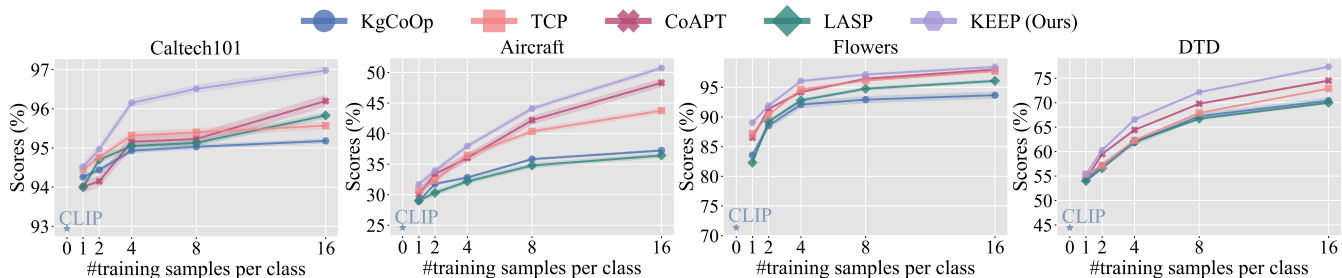 KgCoOp TCP CoAPT LASP KEEP (Ours)
Caltech101
Scores (%)
97
96
95
94
93
CLIP
0 1 2 4 8 16
#training samples per class
Aircraft
Scores (%)
50
45
40
35
30
25
CLIP
0 1 2 4 8 16
#training samples per class
Flowers
Scores (%)
95
90
85
80
75
70
CLIP
0 1 2 4 8 16
#training samples per class
DTD
Scores (%)
75
70
65
60
55
50
45
CLIP
0 1 2 4 8 16
#training samples per class